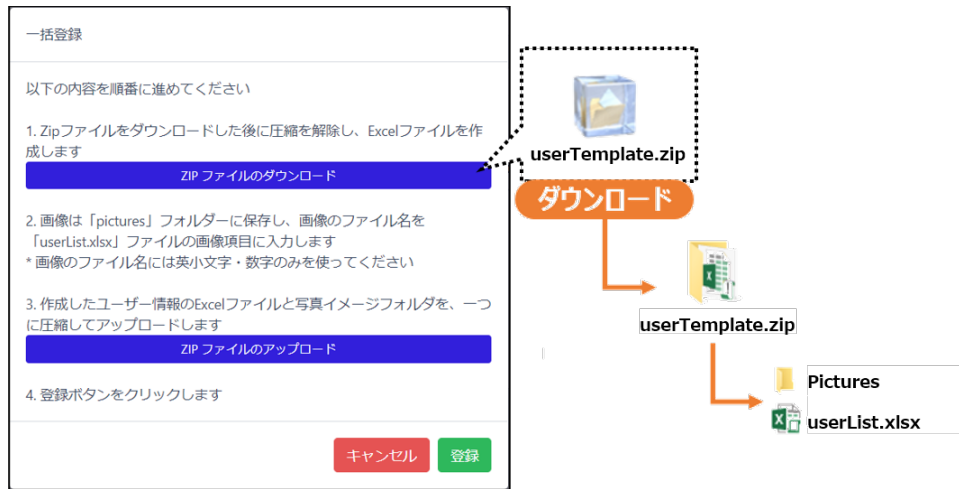 一括登録
以下の内容を順番に進めてください
1. Zipファイルをダウンロードした後に圧縮を解除し、Excelファイルを作
成します
ZIP ファイルのダウンロード
2. 画像は「pictures」フォルダーに保存し、画像のファイル名を
「userList.xlsx」ファイルの画像項目に入力します
* 画像のファイル名には英小文字・数字のみを使ってください
3. 作成したユーザー情報のExcelファイルと写真イメージフォルダを、一つ
に圧縮してアップロードします
ZIP ファイルのアップロード
4. 登録ボタンをクリックします
キャンセル
登録
userTemplate.zip
ダウンロード
userTemplate.zip
Pictures
userList.xlsx